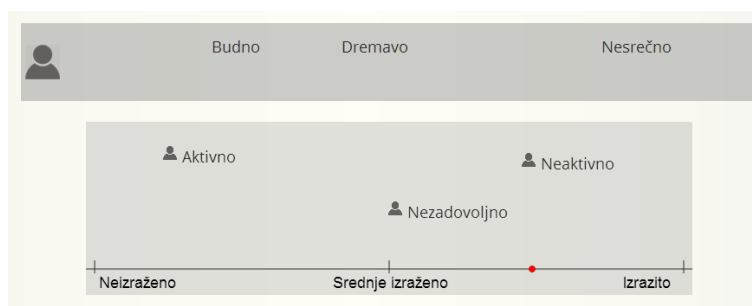 Budno Dremavo Nesrečno
Aktivno
Neaktivno
Nezadovoljno
Neizraženo Srednje izraženo Izrazito